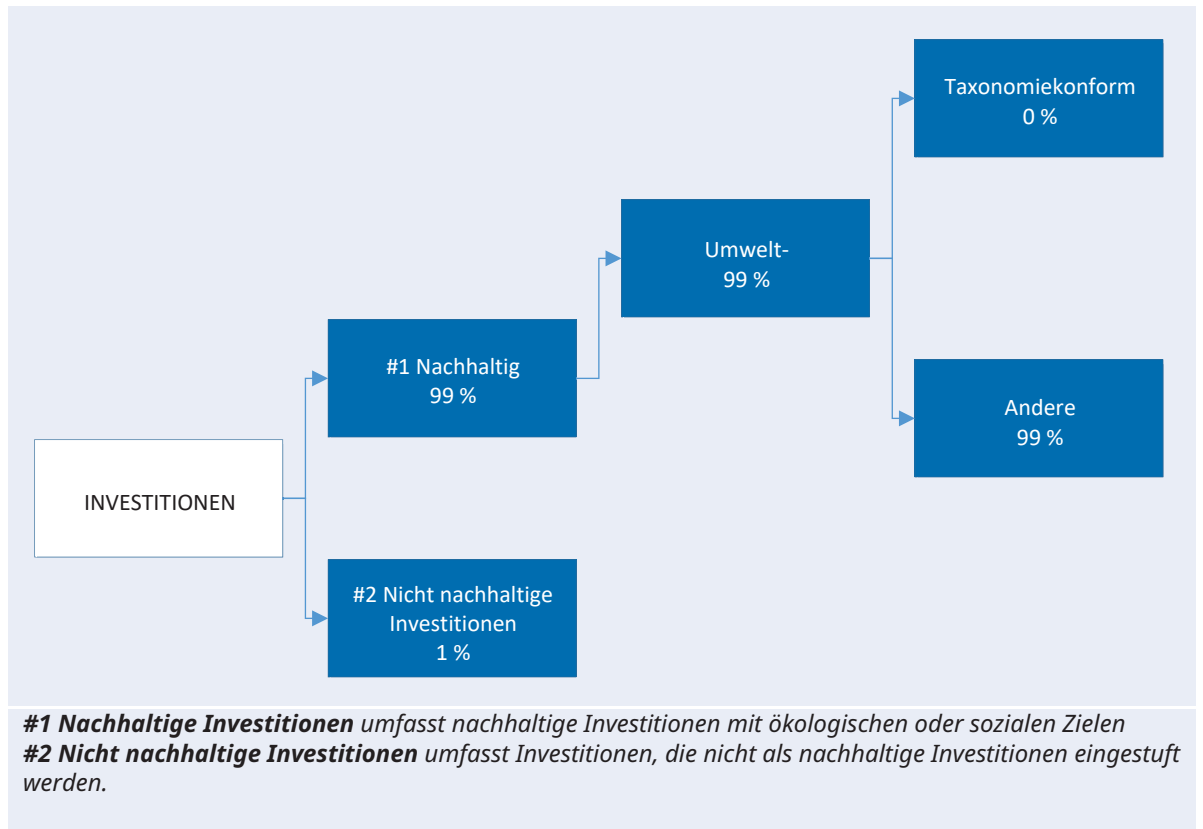 Taxonomiekonform
0 %
Umwelt-
99 %
#1 Nachhaltig
99 %
Andere
99 %
INVESTITIONEN
#2 Nicht nachhaltige
Investitionen
1 %
#1 Nachhaltige Investitionen umfasst nachhaltige Investitionen mit ökologischen oder sozialen Zielen
#2 Nicht nachhaltige Investitionen umfasst Investitionen, die nicht als nachhaltige Investitionen eingestuft
werden.